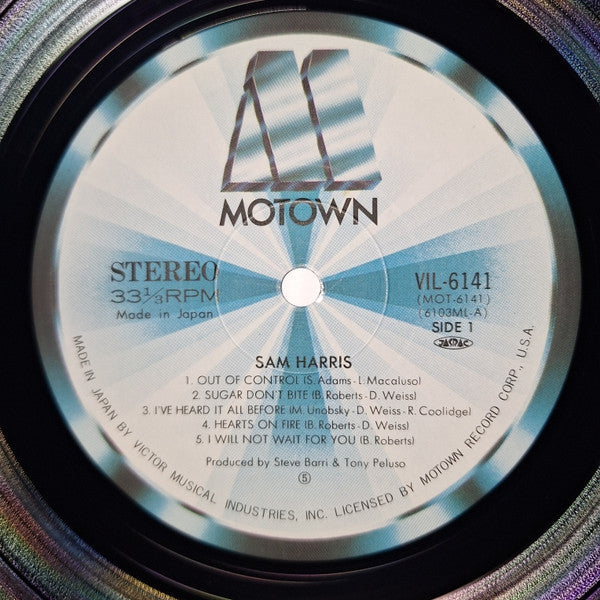 MOTOWN
STEREO
33⅓RPM
Made in Japan
VIL-6141
(MOT-6141)
(6103ML-A)
SIDE 1
JASRAC
SAM HARRIS
1. OUT OF CONTROL (S. Adams-L. Macaluso)
2. SUGAR DON'T BITE (B. Roberts-D. Weiss)
3. I'VE HEARD IT ALL BEFORE (M. Unobsky-D. Weiss-R. Coolidge)
4. HEARTS ON FIRE (B. Roberts-D. Weiss)
5. I WILL NOT WAIT FOR YOU (B. Roberts)
Produced by Steve Barri & Tony Peluso
⑤
MADE IN JAPAN BY VICTOR MUSICAL INDUSTRIES, INC. LICENSED BY MOTOWN RECORD CORP., U.S.A.